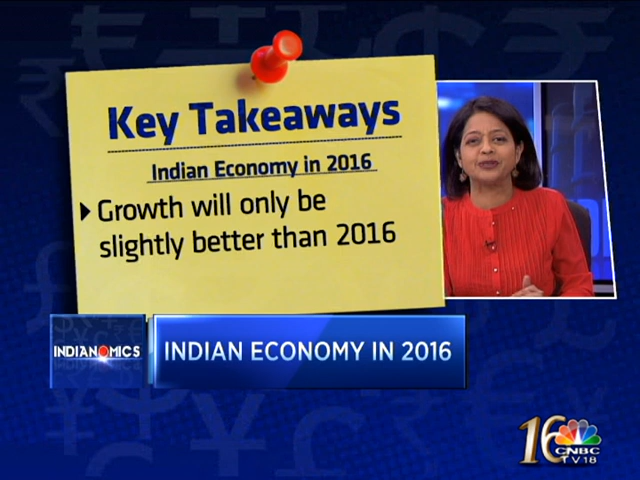 Key Takeaways
Indian Economy in 2016
Growth will only be
slightly better than 2016
INDIANOMICS
INDIAN ECONOMY IN 2016
16
CNBC
TV18